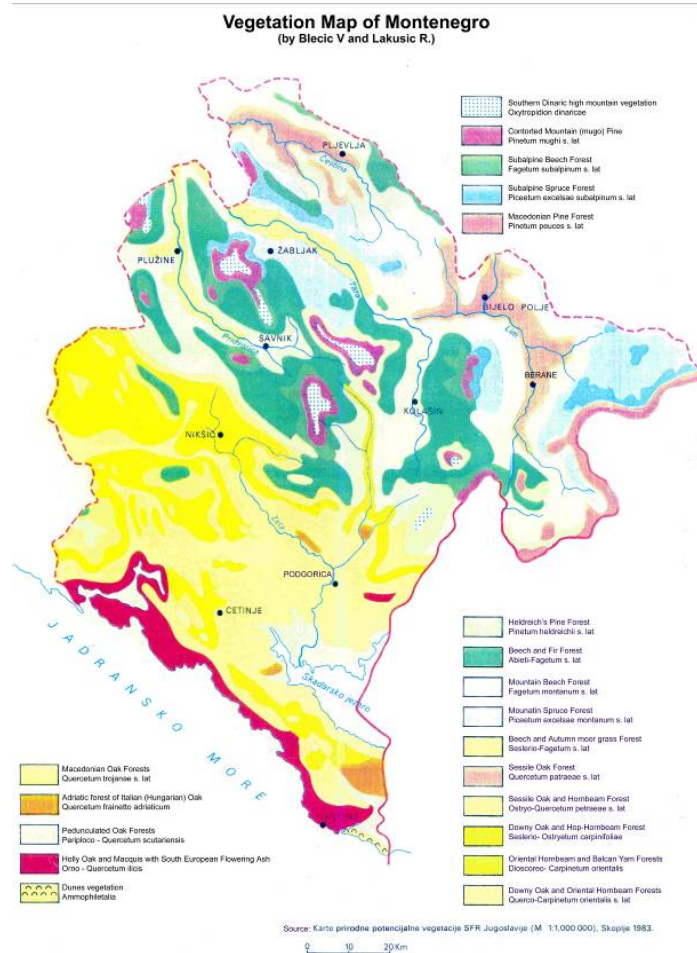 Vegetation Map of Montenegro
(by Blecic V and Lakusic R.)
Southern Dinaric high mountain vegetation
Oxytropidion dinaricae
Contorted Mountain (mugo) Pine
Pinetum mughi s. lat
Subalpine Beech Forest
Fagetum subalpinum s. lat
Subalpine Spruce Forest
Piceetum excelsae subalpinum s. lat
Macedonian Pine Forest
Pinetum peuces s. lat
PLJEVLJA
Ćeotina
PLUŽINE
ŽABLJAK
Tara
BIJELO POLJE
Lim
ŠAVNIK
BERANE
KOLAŠIN
NIKŠIĆ
Zeta
PODGORICA
CETINJE
JADRANSKO MORE
Skadarsko jezero
Heldreich's Pine Forest
Pinetum heldreichii s. lat
Beech and Fir Forest
Abieti-Fagetum s. lat
Mountain Beech Forest
Fagetum montanum s. lat
Mounatin Spruce Forest
Piceetum excelsae montanum s. lat
Beech and Autumn moor grass Forest
Seslerio-Fagetum s. lat
Sessile Oak Forest
Quercetum patraeae s. lat
Sessile Oak and Hornbeam Forest
Ostryo-Quercetum petraeae s. lat
Downy Oak and Hop-Hornbeam Forest
Seslerio- Ostryatum carpinifoliae
Oriental Hornbeam and Balcan Yam Forests
Dioscoreo- Carpinetum orientalis
Downy Oak and Oriental Hornbeam Forests
Querco-Carpinetum orientalis s. lat
Macedonian Oak Forests
Quercetum trojanae s. lat
Adriatic forest of Italian (Hungarian) Oak
Quercetum frainetto adriaticum
Pedunculated Oak Forests
Periploco - Quercetum scutariensis
Holly Oak and Macquis with South European Flowering Ash
Orno - Quercetum ilicis
Dunes vegetation
Ammophiletalia
Source: Karto prirodne potencijalne vegetacije SFR Jugoslavije (M 1:1 000 000), Skoplje 1983.
0 10 20 Km